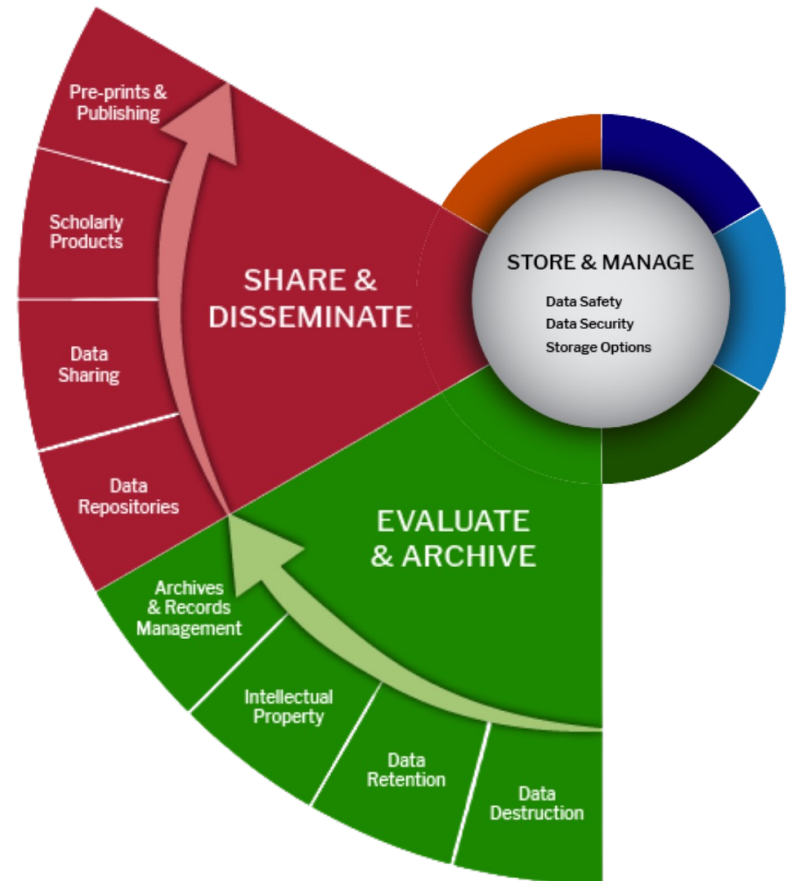 Pre-prints &
Publishing
Scholarly
Products
Data
Sharing
Data
Repositories
SHARE &
DISSEMINATE
STORE & MANAGE
Data Safety
Data Security
Storage Options
EVALUATE
& ARCHIVE
Archives
& Records
Management
Intellectual
Property
Data
Retention
Data
Destruction